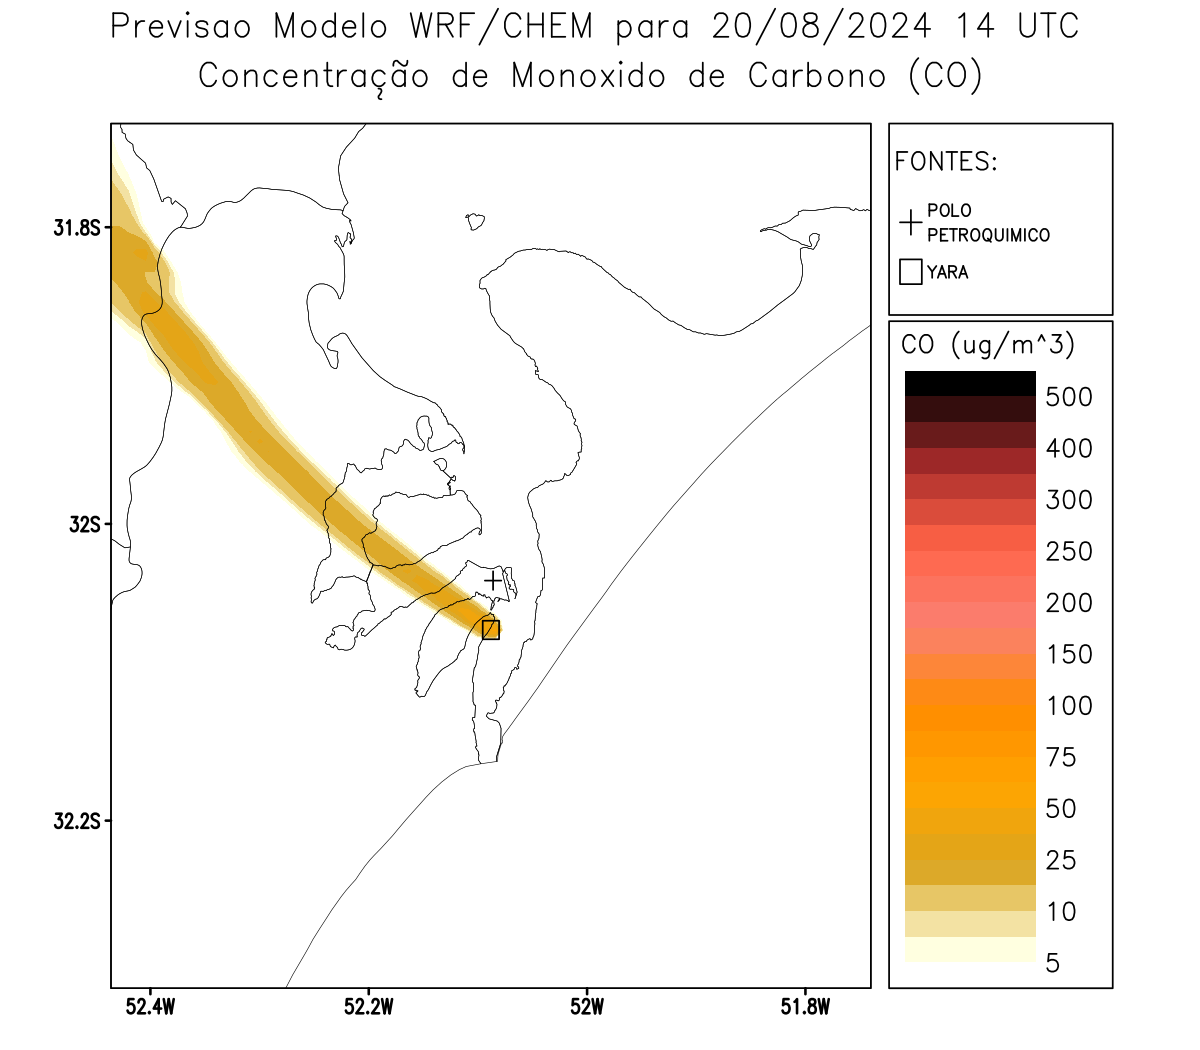 Previsao Modelo WRF/CHEM para 20/08/2024 14 UTC
Concentração de Monoxido de Carbono (CO)
FONTES:
POLO
PETROQUIMICO
YARA
31.8S
32S
32.2S
52.4W
52.2W
52W
51.8W
CO (ug/m^3)
500
400
300
250
200
150
100
75
50
25
10
5